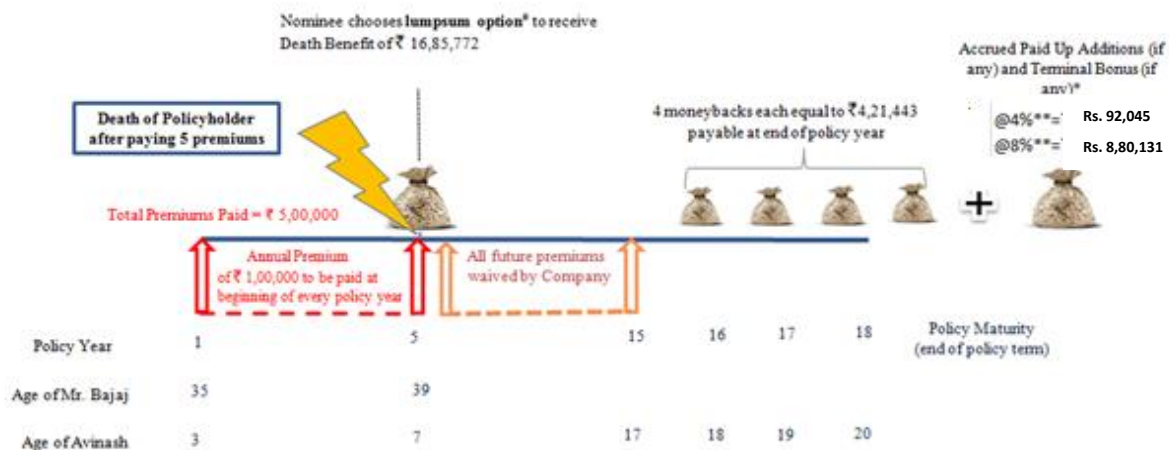 Nominee chooses lumpsum option# to receive
Death Benefit of ₹ 16,85,772
Accrued Paid Up Additions (if
any) and Terminal Bonus (if
any)*
@4%**=
Rs. 92,045
@8%**=
Rs. 8,80,131
4 moneybacks each equal to ₹4,21,443
payable at end of policy year
Death of Policyholder
after paying 5 premiums
Total Premiums Paid = ₹ 5,00,000
Annual Premium
of ₹ 1,00,000 to be paid at
beginning of every policy year
All future premiums
waived by Company
Policy Year 1 5 15 16 17 18 Policy Maturity
(end of policy term)
Age of Mr. Bajaj 35 39
Age of Avinash 3 7 17 18 19 20